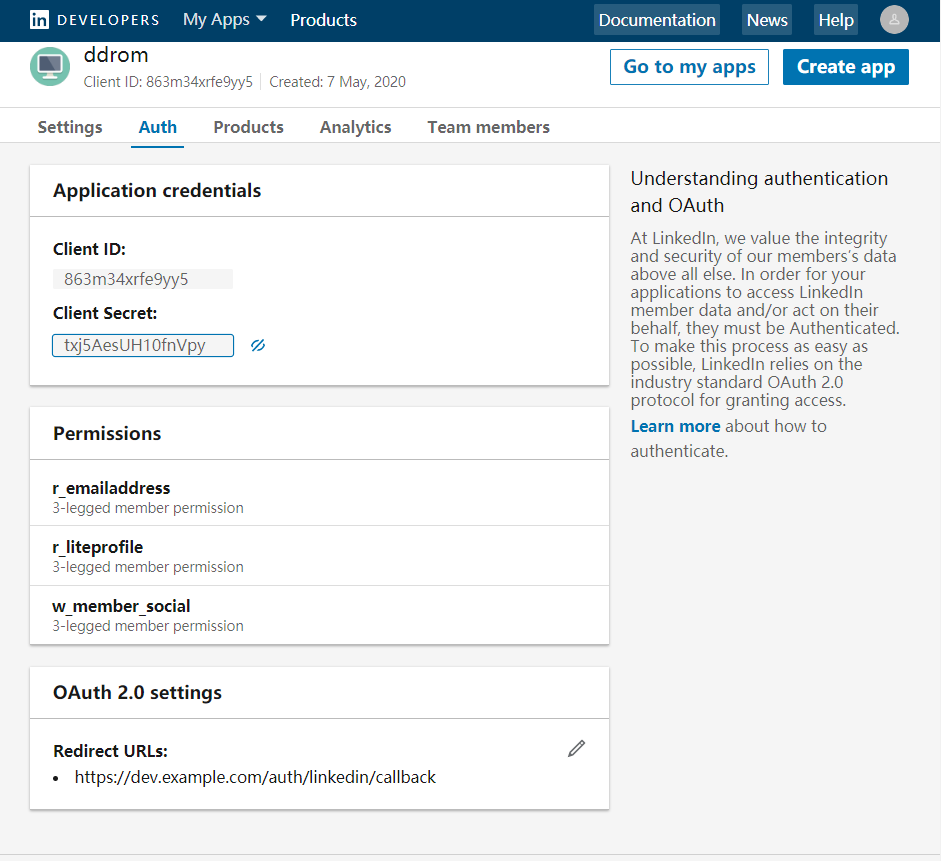 in DEVELOPERS My Apps Products Documentation News Help
ddrom
Client ID: 863m34xrfe9yy5 Created: 7 May, 2020
Go to my apps Create app
Settings Auth Products Analytics Team members
Application credentials
Client ID:
863m34xrfe9yy5
Client Secret:
txj5AesUH10fnVpy
Permissions
r_emailaddress
3-legged member permission
r_liteprofile
3-legged member permission
w_member_social
3-legged member permission
OAuth 2.0 settings
Redirect URLs:
• https://dev.example.com/auth/linkedin/callback
Understanding authentication
and OAuth
At LinkedIn, we value the integrity
and security of our members's data
above all else. In order for your
applications to access LinkedIn
member data and/or act on their
behalf, they must be Authenticated.
To make this process as easy as
possible, LinkedIn relies on the
industry standard OAuth 2.0
protocol for granting access.
Learn more about how to
authenticate.